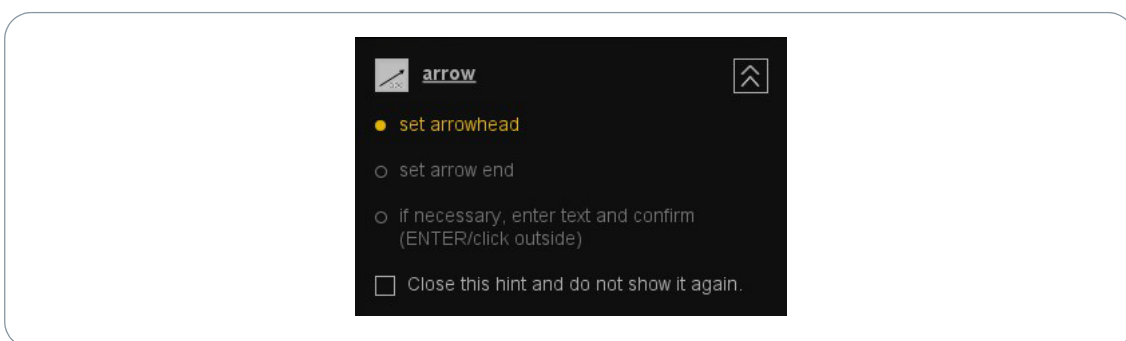 arrow
set arrowhead
set arrow end
if necessary, enter text and confirm
(ENTER/click outside)
Close this hint and do not show it again.